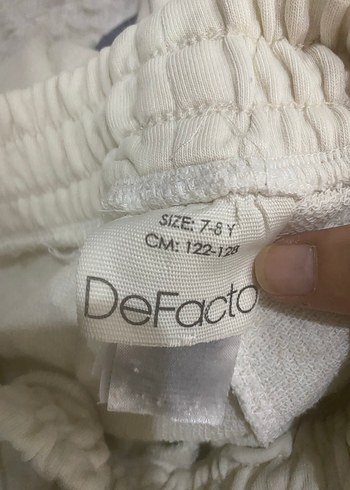 SIZE: 7-8 Y
CM: 122-128
DeFacto